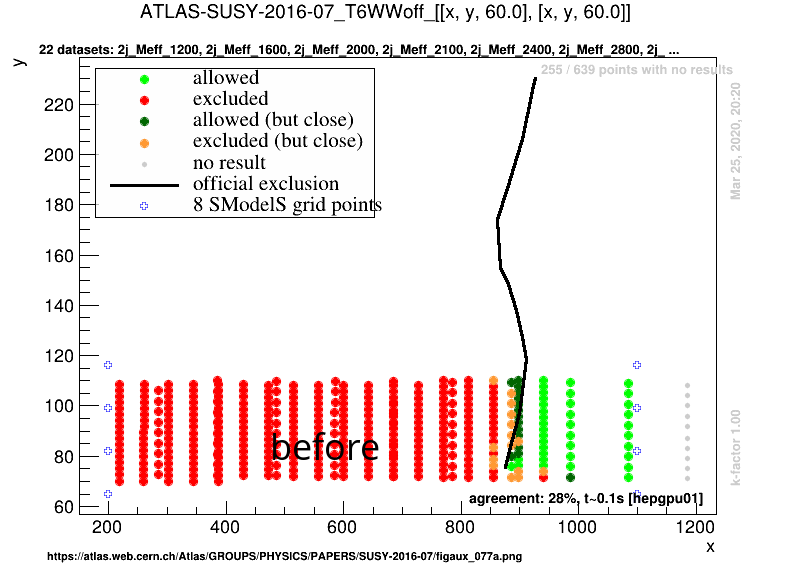 ATLAS-SUSY-2016-07_T6WWoff_[[x, y, 60.0], [x, y, 60.0]]
22 datasets: 2j_Meff_1200, 2j_Meff_1600, 2j_Meff_2000, 2j_Meff_2100, 2j_Meff_2400, 2j_Meff_2800, 2j_ ...
y
255 / 639 points with no results
allowed
excluded
allowed (but close)
excluded (but close)
no result
official exclusion
8 SModelS grid points
Mar 25, 2020, 20:20
220
200
180
160
140
120
100
80
60
before
k-factor 1.00
agreement: 28%, t~0.1s [hepgpu01]
200 400 600 800 1000 1200
x
https://atlas.web.cern.ch/Atlas/GROUPS/PHYSICS/PAPERS/SUSY-2016-07/figaux_077a.png